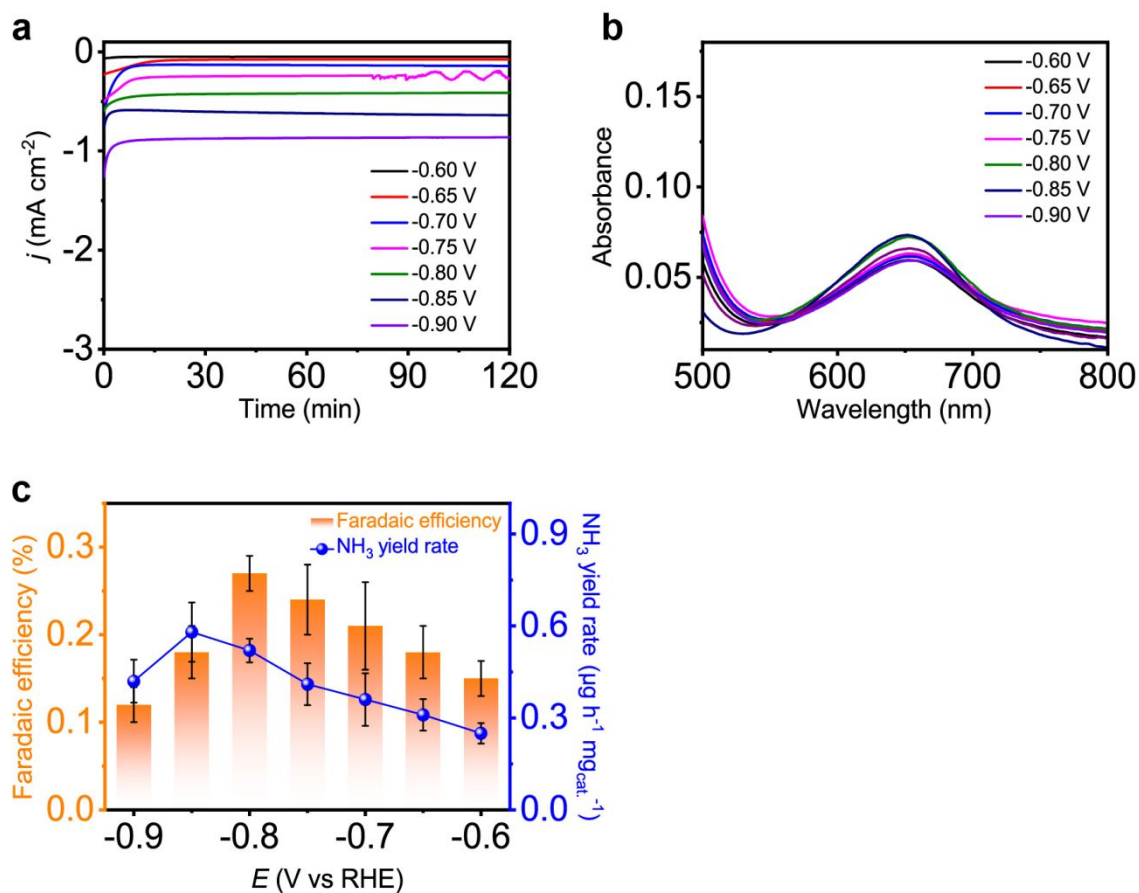 a
0
-1
-2
-3
j (mA cm⁻²)
0
30
60
90
120
Time (min)
-0.60 V
-0.65 V
-0.70 V
-0.75 V
-0.80 V
-0.85 V
-0.90 V
b
0.15
0.10
0.05
Absorbance
500
600
700
800
Wavelength (nm)
-0.60 V
-0.65 V
-0.70 V
-0.75 V
-0.80 V
-0.85 V
-0.90 V
c
Faradaic efficiency
NH₃ yield rate
0.3
0.2
0.1
0.0
Faradaic efficiency (%)
0.9
0.6
0.3
0.0
NH₃ yield rate (µg h⁻¹ mg cat.⁻¹)
-0.9
-0.8
-0.7
-0.6
E (V vs RHE)